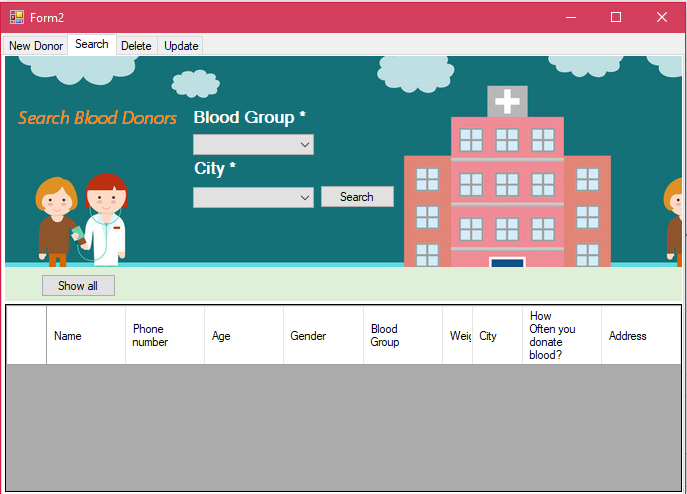 Form2
New Donor Search Delete Update
Search Blood Donors
Blood Group *
City *
Search
Show all
Name
Phone
number
Age
Gender
Blood
Group
Weig
City
How
Often you
donate
blood?
Address